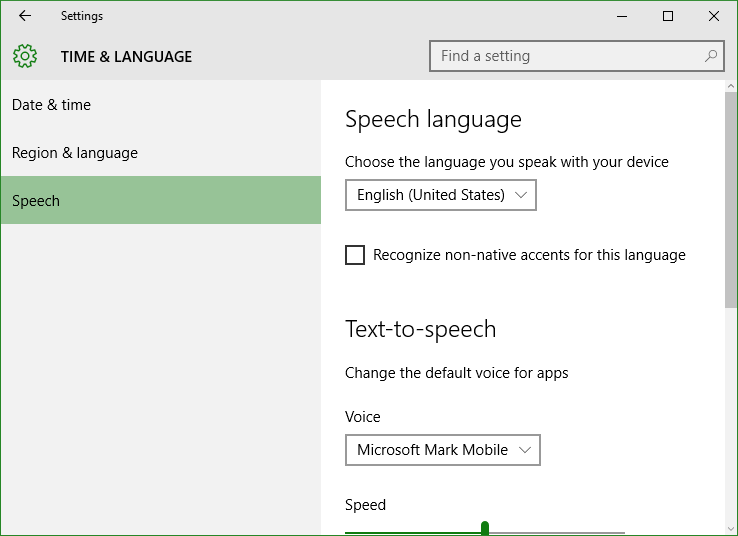 Settings
TIME & LANGUAGE
Find a setting
Date & time
Region & language
Speech
Speech language
Choose the language you speak with your device
English (United States)
Recognize non-native accents for this language
Text-to-speech
Change the default voice for apps
Voice
Microsoft Mark Mobile
Speed